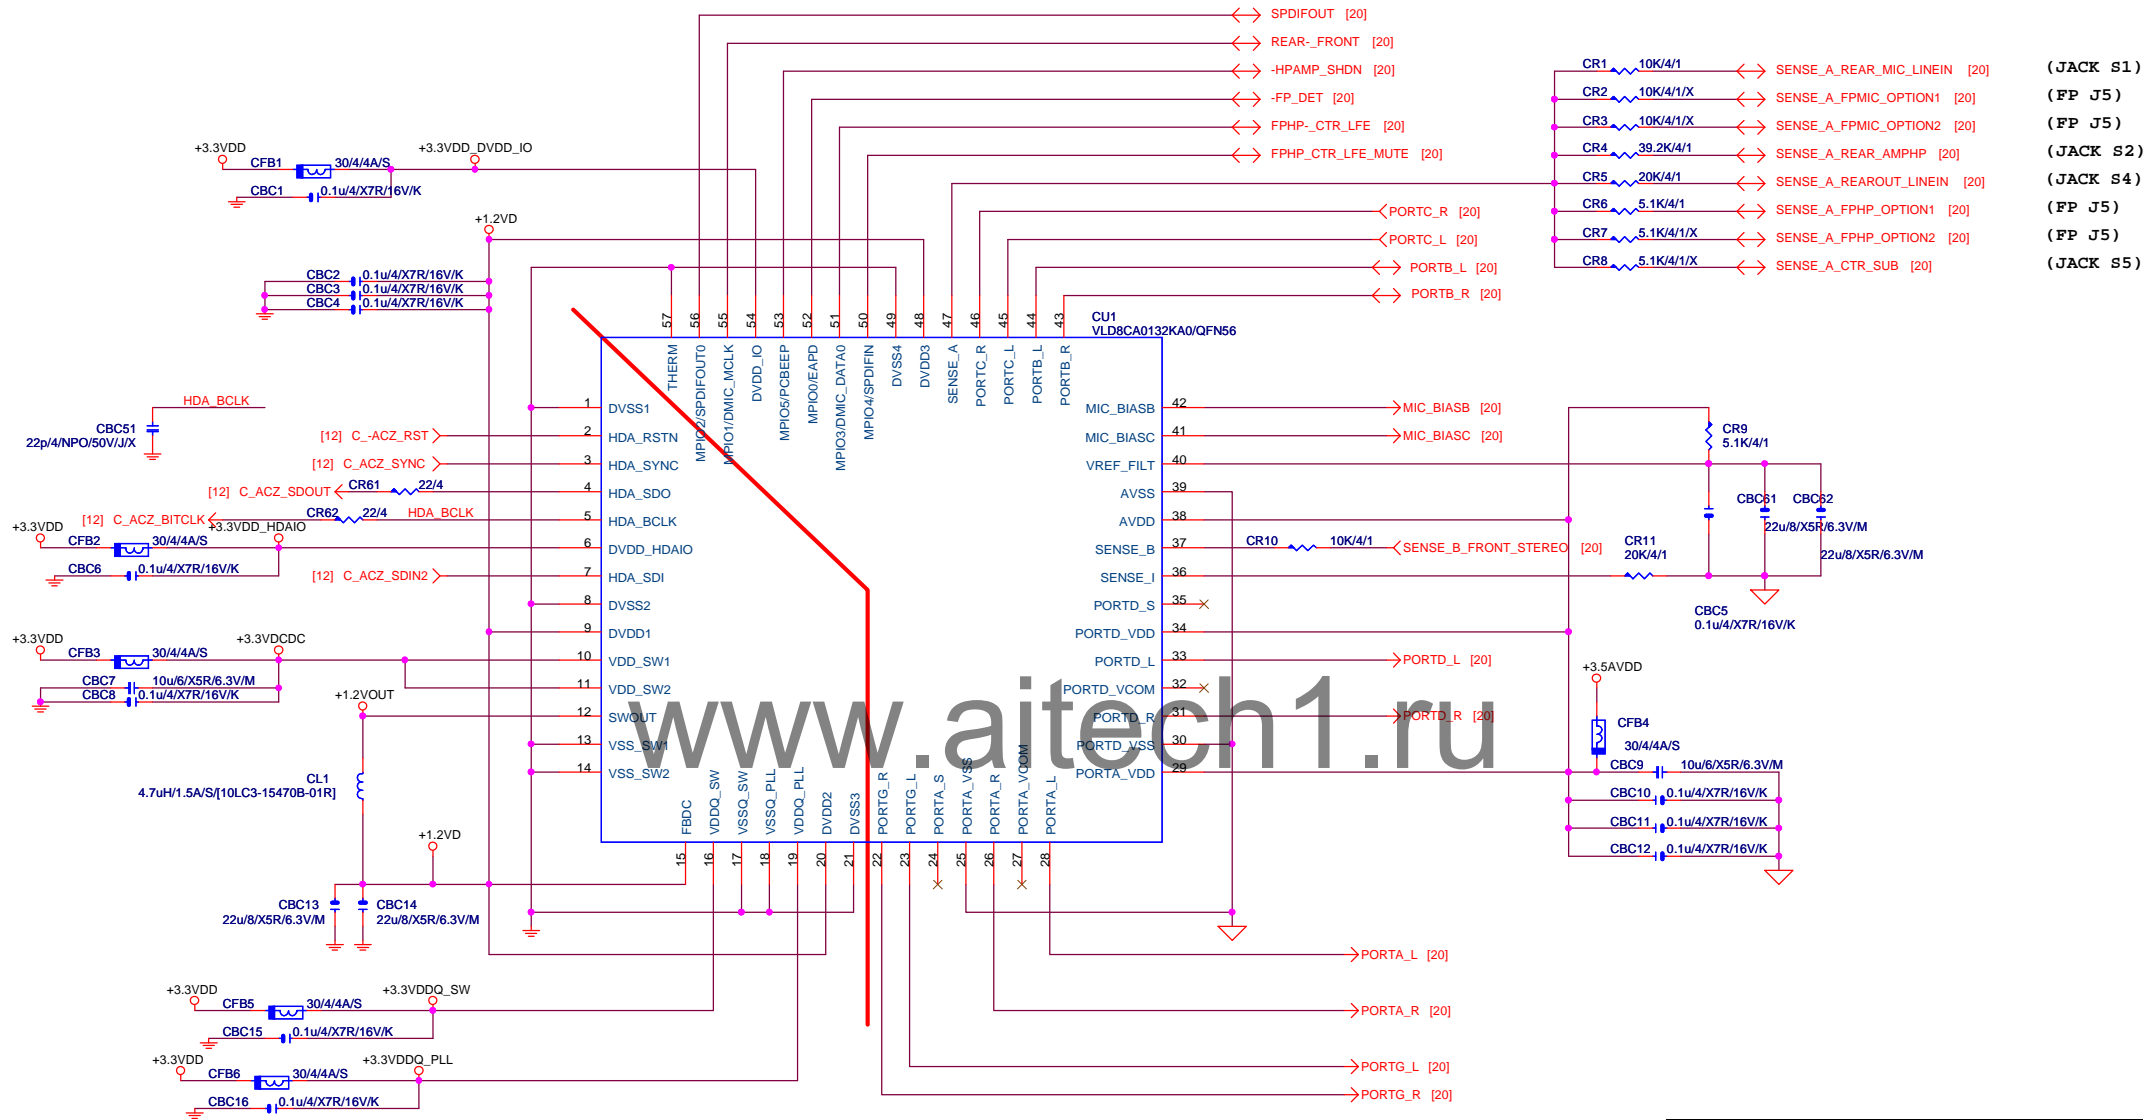 SPDIFOUT [20]
REAR-_FRONT [20]
-HPAMP_SHDN [20]
-FP_DET [20]
FPHP-_CTR_LFE [20]
FPHP_CTR_LFE_MUTE [20]
CR1 10K/4/1 SENSE_A_REAR_MIC_LINEIN [20] (JACK S1)
CR2 10K/4/1/X SENSE_A_FPMIC_OPTION1 [20] (FP J5)
CR3 10K/4/1/X SENSE_A_FPMIC_OPTION2 [20] (FP J5)
CR4 39.2K/4/1 SENSE_A_REAR_AMPHP [20] (JACK S2)
CR5 20K/4/1 SENSE_A_REAROUT_LINEIN [20] (JACK S4)
CR6 5.1K/4/1 SENSE_A_FPHP_OPTION1 [20] (FP J5)
CR7 5.1K/4/1/X SENSE_A_FPHP_OPTION2 [20] (FP J5)
CR8 5.1K/4/1/X SENSE_A_CTR_SUB [20] (JACK S5)
PORTC_R [20]
PORTC_L [20]
PORTB_L [20]
PORTB_R [20]
+3.3VDD
CFB1 30/4/4A/S
+3.3VDD_DVDD_IO
CBC1 0.1u/4/X7R/16V/K
+1.2VD
CBC2 0.1u/4/X7R/16V/K
CBC3 0.1u/4/X7R/16V/K
CBC4 0.1u/4/X7R/16V/K
CU1
VLD8CA0132KA0/QFN56
57 THERM
56 MPIO2/SPDIFOUT0
55 MPIO1/DMIC_MCLK
54 DVDD_IO
53 MPIO5/PCBEEP
52 MPIO0/EAPD
51 MPIO3/DMIC_DATA0
50 MPIO4/SPDIFIN
49 DVSS4
48 DVDD3
47 SENSE_A
46 PORTC_R
45 PORTC_L
44 PORTB_L
43 PORTB_R
HDA_BCLK
CBC51
22p/4/NPO/50V/J/X
[12] C_-ACZ_RST
[12] C_ACZ_SYNC
[12] C_ACZ_SDOUT CR61 22/4
[12] C_ACZ_BITCLK CR62 22/4 HDA_BCLK
+3.3VDD
CFB2 30/4/4A/S
+3.3VDD_HDAIO
CBC6 0.1u/4/X7R/16V/K
[12] C_ACZ_SDIN2
+3.3VDD
CFB3 30/4/4A/S
+3.3VDCDC
CBC7 10u/6/X5R/6.3V/M
CBC8 0.1u/4/X7R/16V/K
+1.2VOUT
CL1
4.7uH/1.5A/S/[10LC3-15470B-01R]
+1.2VD
CBC13
22u/8/X5R/6.3V/M
CBC14
22u/8/X5R/6.3V/M
1 DVSS1
2 HDA_RSTN
3 HDA_SYNC
4 HDA_SDO
5 HDA_BCLK
6 DVDD_HDAIO
7 HDA_SDI
8 DVSS2
9 DVDD1
10 VDD_SW1
11 VDD_SW2
12 SWOUT
13 VSS_SW1
14 VSS_SW2
15 FBDC
16 VDDQ_SW
17 VSSQ_SW
18 VSSQ_PLL
19 VDDQ_PLL
20 DVDD2
21 DVSS3
22 PORTG_R
23 PORTG_L
24 PORTA_S
25 PORTA_VSS
26 PORTA_R
27 PORTA_VCOM
28 PORTA_L
MIC_BIASB 42 MIC_BIASB [20]
MIC_BIASC 41 MIC_BIASC [20]
VREF_FILT 40
AVSS 39
AVDD 38
SENSE_B 37 CR10 10K/4/1 SENSE_B_FRONT_STEREO [20]
SENSE_I 36
PORTD_S 35
PORTD_VDD 34
PORTD_L 33 PORTD_L [20]
PORTD_VCOM 32
PORTD_R 31 PORTD_R [20]
PORTD_VSS 30
PORTA_VDD 29
CR9
5.1K/4/1
CBC61
22u/8/X5R/6.3V/M
CBC62
22u/8/X5R/6.3V/M
CR11
20K/4/1
CBC5
0.1u/4/X7R/16V/K
+3.5AVDD
CFB4
30/4/4A/S
CBC9 10u/6/X5R/6.3V/M
CBC10 0.1u/4/X7R/16V/K
CBC11 0.1u/4/X7R/16V/K
CBC12 0.1u/4/X7R/16V/K
www.aitech1.ru
PORTA_L [20]
PORTA_R [20]
PORTG_L [20]
PORTG_R [20]
+3.3VDD
CFB5 30/4/4A/S
+3.3VDDQ_SW
CBC15 0.1u/4/X7R/16V/K
+3.3VDD
CFB6 30/4/4A/S
+3.3VDDQ_PLL
CBC16 0.1u/4/X7R/16V/K